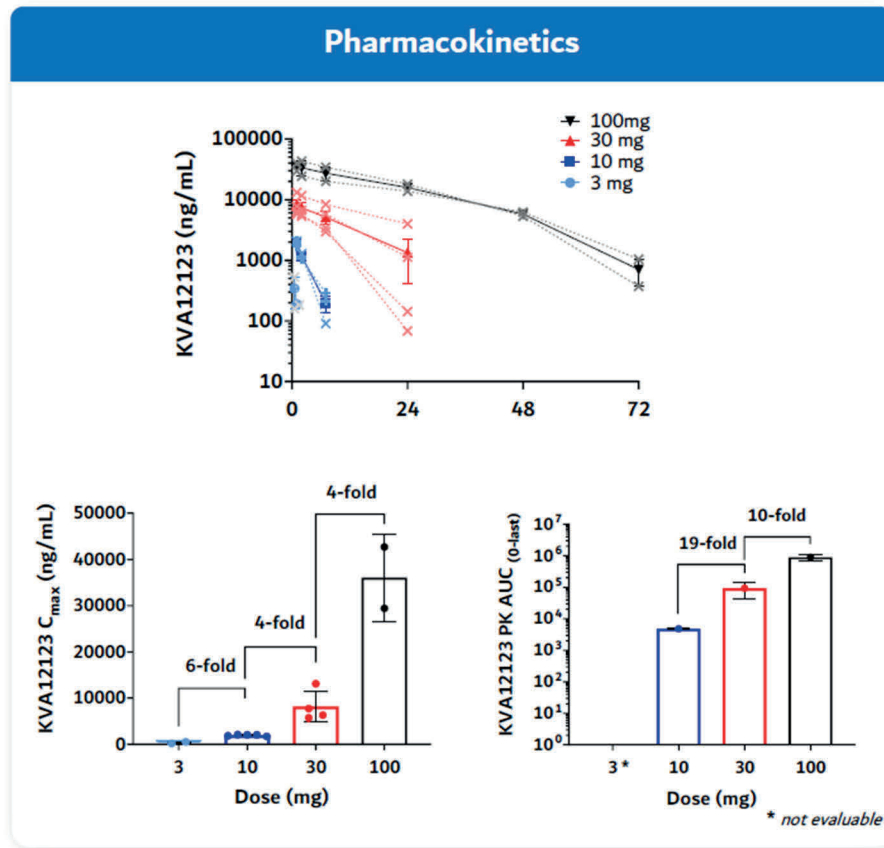 Pharmacokinetics
100mg
30 mg
10 mg
3 mg
KVA12123 (ng/mL)
100000
10000
1000
100
10
0 24 48 72
KVA12123 Cmax (ng/mL)
50000
40000
30000
20000
10000
0
6-fold
4-fold
4-fold
3 10 30 100
Dose (mg)
KVA12123 PK AUC (0-last)
10⁷
10⁶
10⁵
10⁴
10³
10²
10¹
10⁰
19-fold
10-fold
3 * 10 30 100
Dose (mg)
* not evaluable